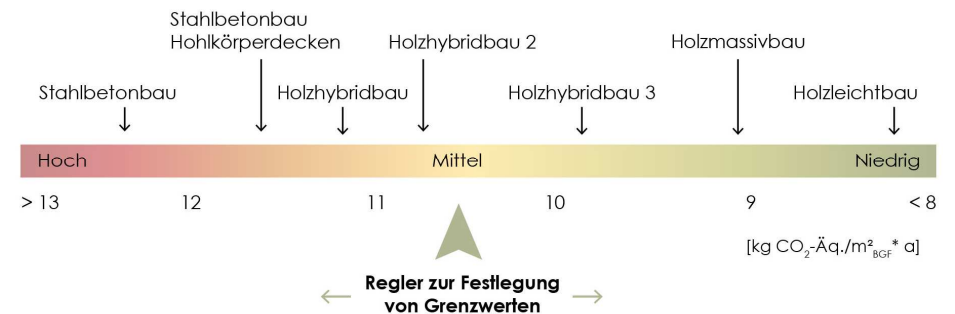 Stahlbetonbau
Hohlkörperdecken
Holzhybridbau 2
Holzmassivbau
Stahlbetonbau
Holzhybridbau
Holzhybridbau 3
Holzleichtbau
Hoch
Mittel
Niedrig
> 13
12
11
10
9
< 8
[kg CO₂-Äq./m²BGF* a]
Regler zur Festlegung
von Grenzwerten